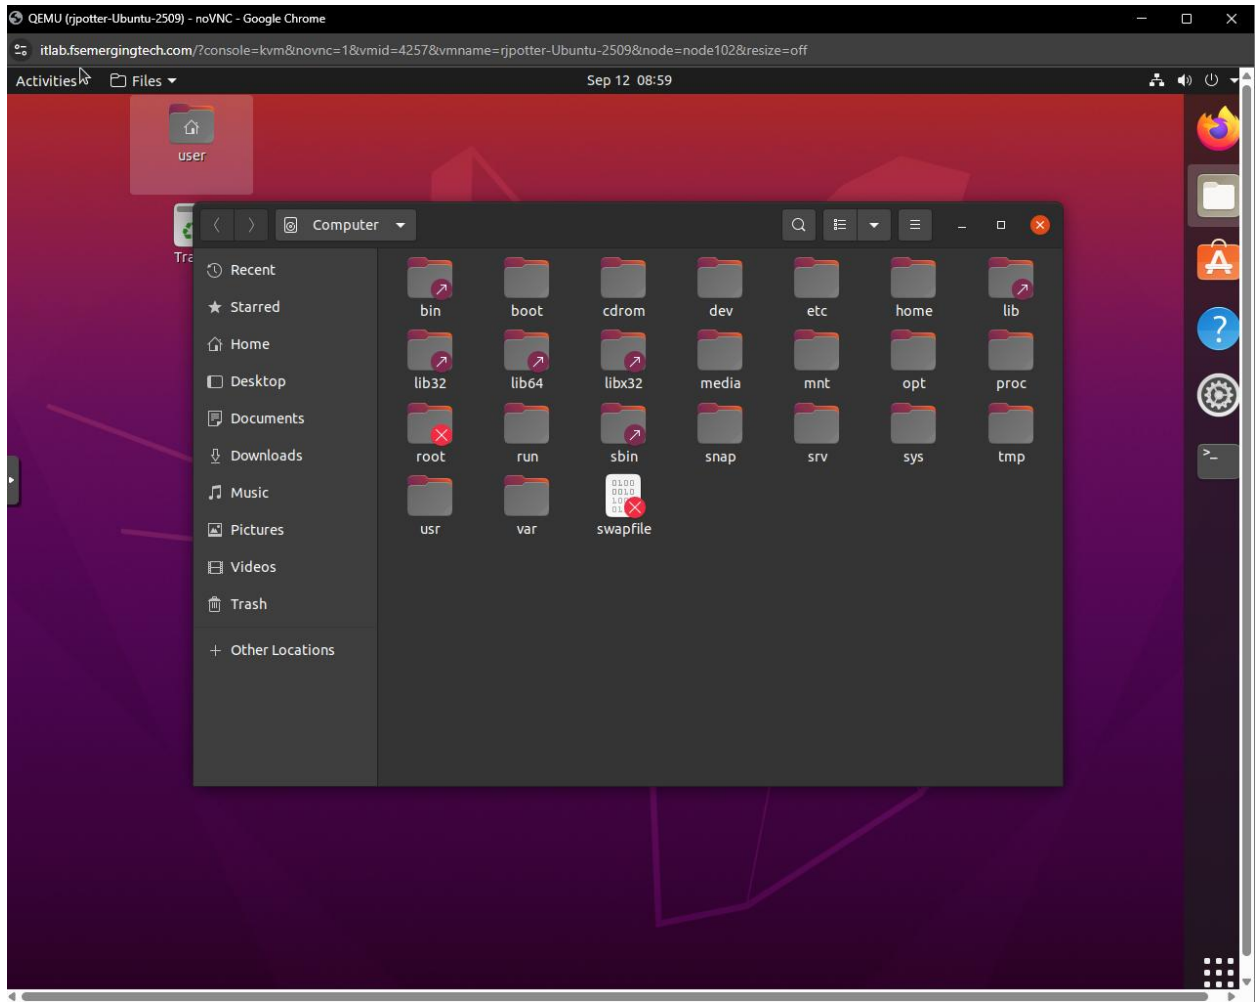 QEMU (rjpotter-Ubuntu-2509) - noVNC - Google Chrome
itlab.fsemergingtech.com/?console=kvm&novnc=1&vmid=4257&vmname=rjpotter-Ubuntu-2509&node=node102&resize=off
Activities Files Sep 12 08:59
user
Computer
Tra
Recent
Starred
Home
Desktop
Documents
Downloads
Music
Pictures
Videos
Trash
+ Other Locations
bin boot cdrom dev etc home lib
lib32 lib64 libx32 media mnt opt proc
root run sbin snap srv sys tmp
usr var swapfile